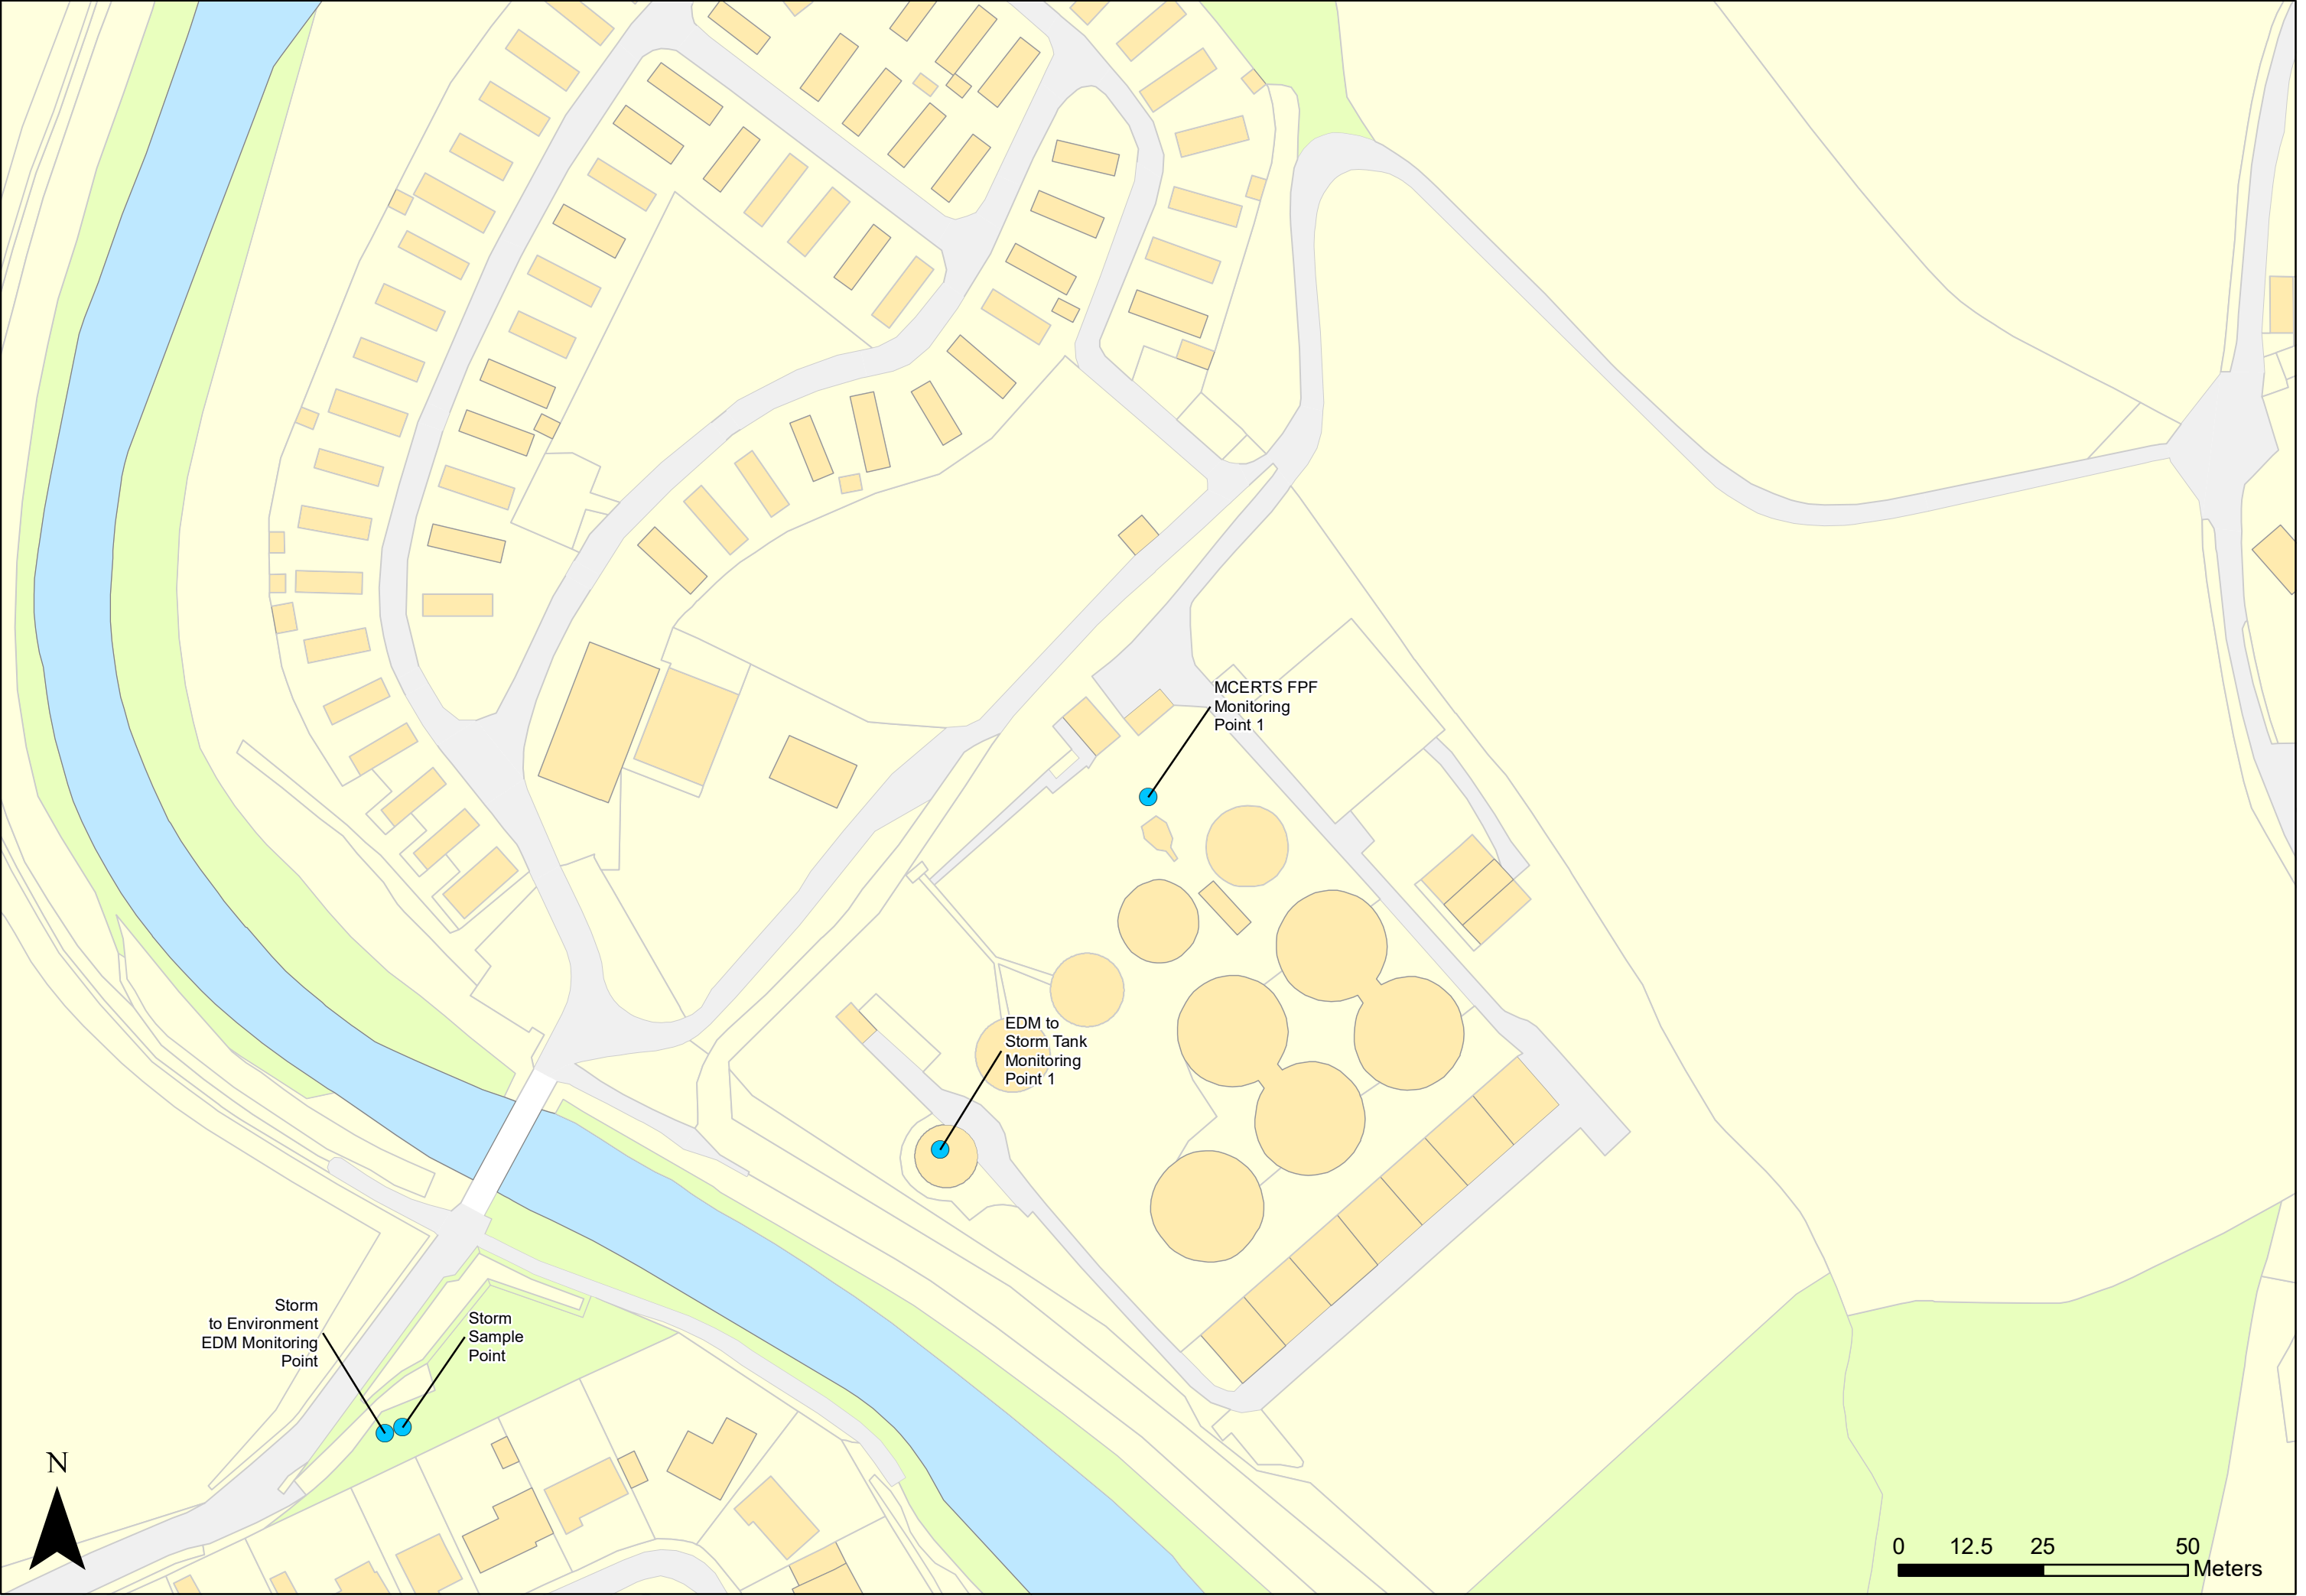 MCERTS FPF
Monitoring
Point 1
EDM to
Storm Tank
Monitoring
Point 1
Storm
to Environment
EDM Monitoring
Point
Storm
Sample
Point
N
0 12.5 25 50
Meters